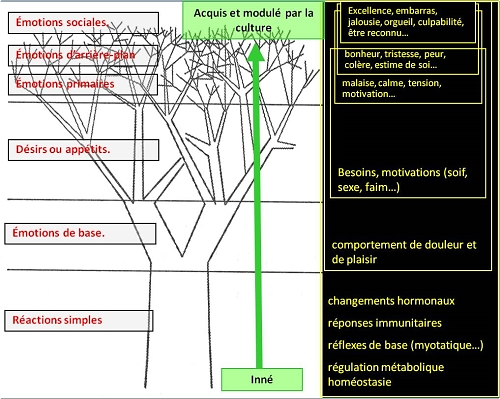 Émotions sociales.
Émotions d'arrière-plan
Émotions primaires
Désirs ou appétits.
Émotions de base.
Réactions simples
Acquis et modulé par la
culture
Inné
Excellence, embarras,
jalousie, orgueil, culpabilité,
être reconnu...
bonheur, tristesse, peur,
colère, estime de soi...
malaise, calme, tension,
motivation...
Besoins, motivations (soif,
sexe, faim...)
comportement de douleur et
de plaisir
changements hormonaux
réponses immunitaires
réflexes de base (myotatique...)
régulation métabolique
homéostasie